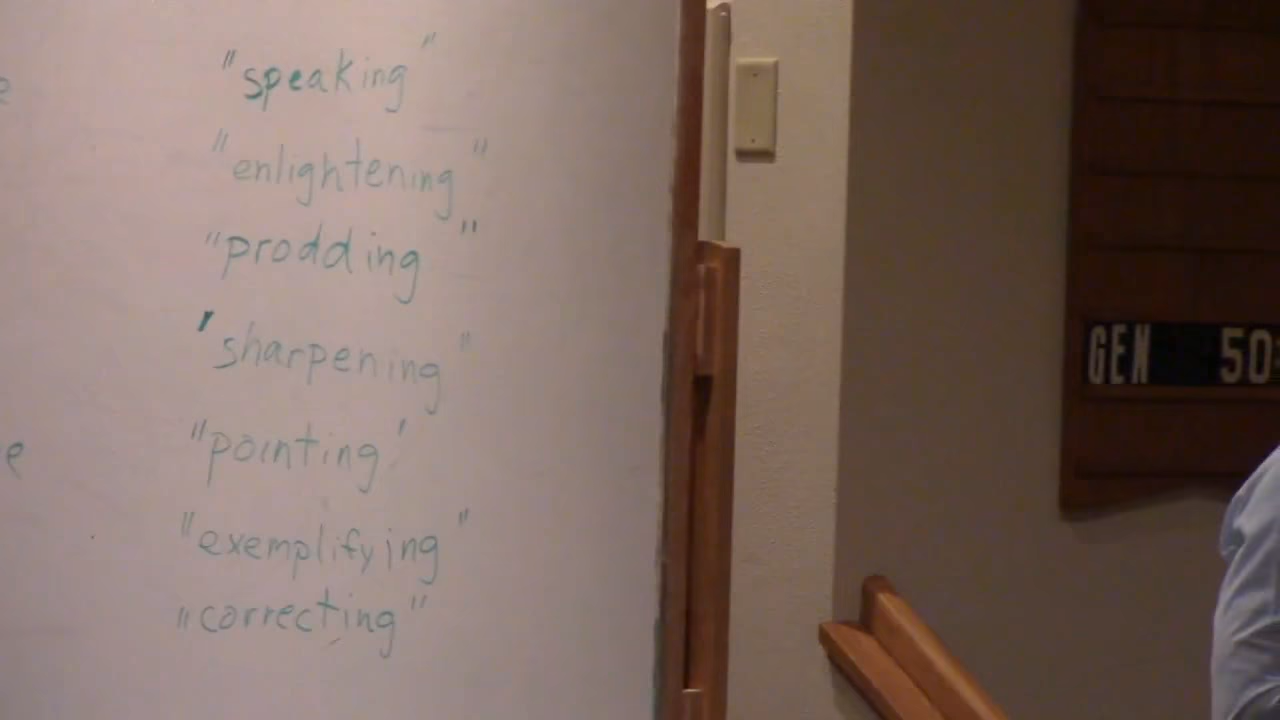 "speaking"
"enlightening"
"prodding"
'sharpening"
"pointing'
"exemplifying"
"correcting"
GEN 50